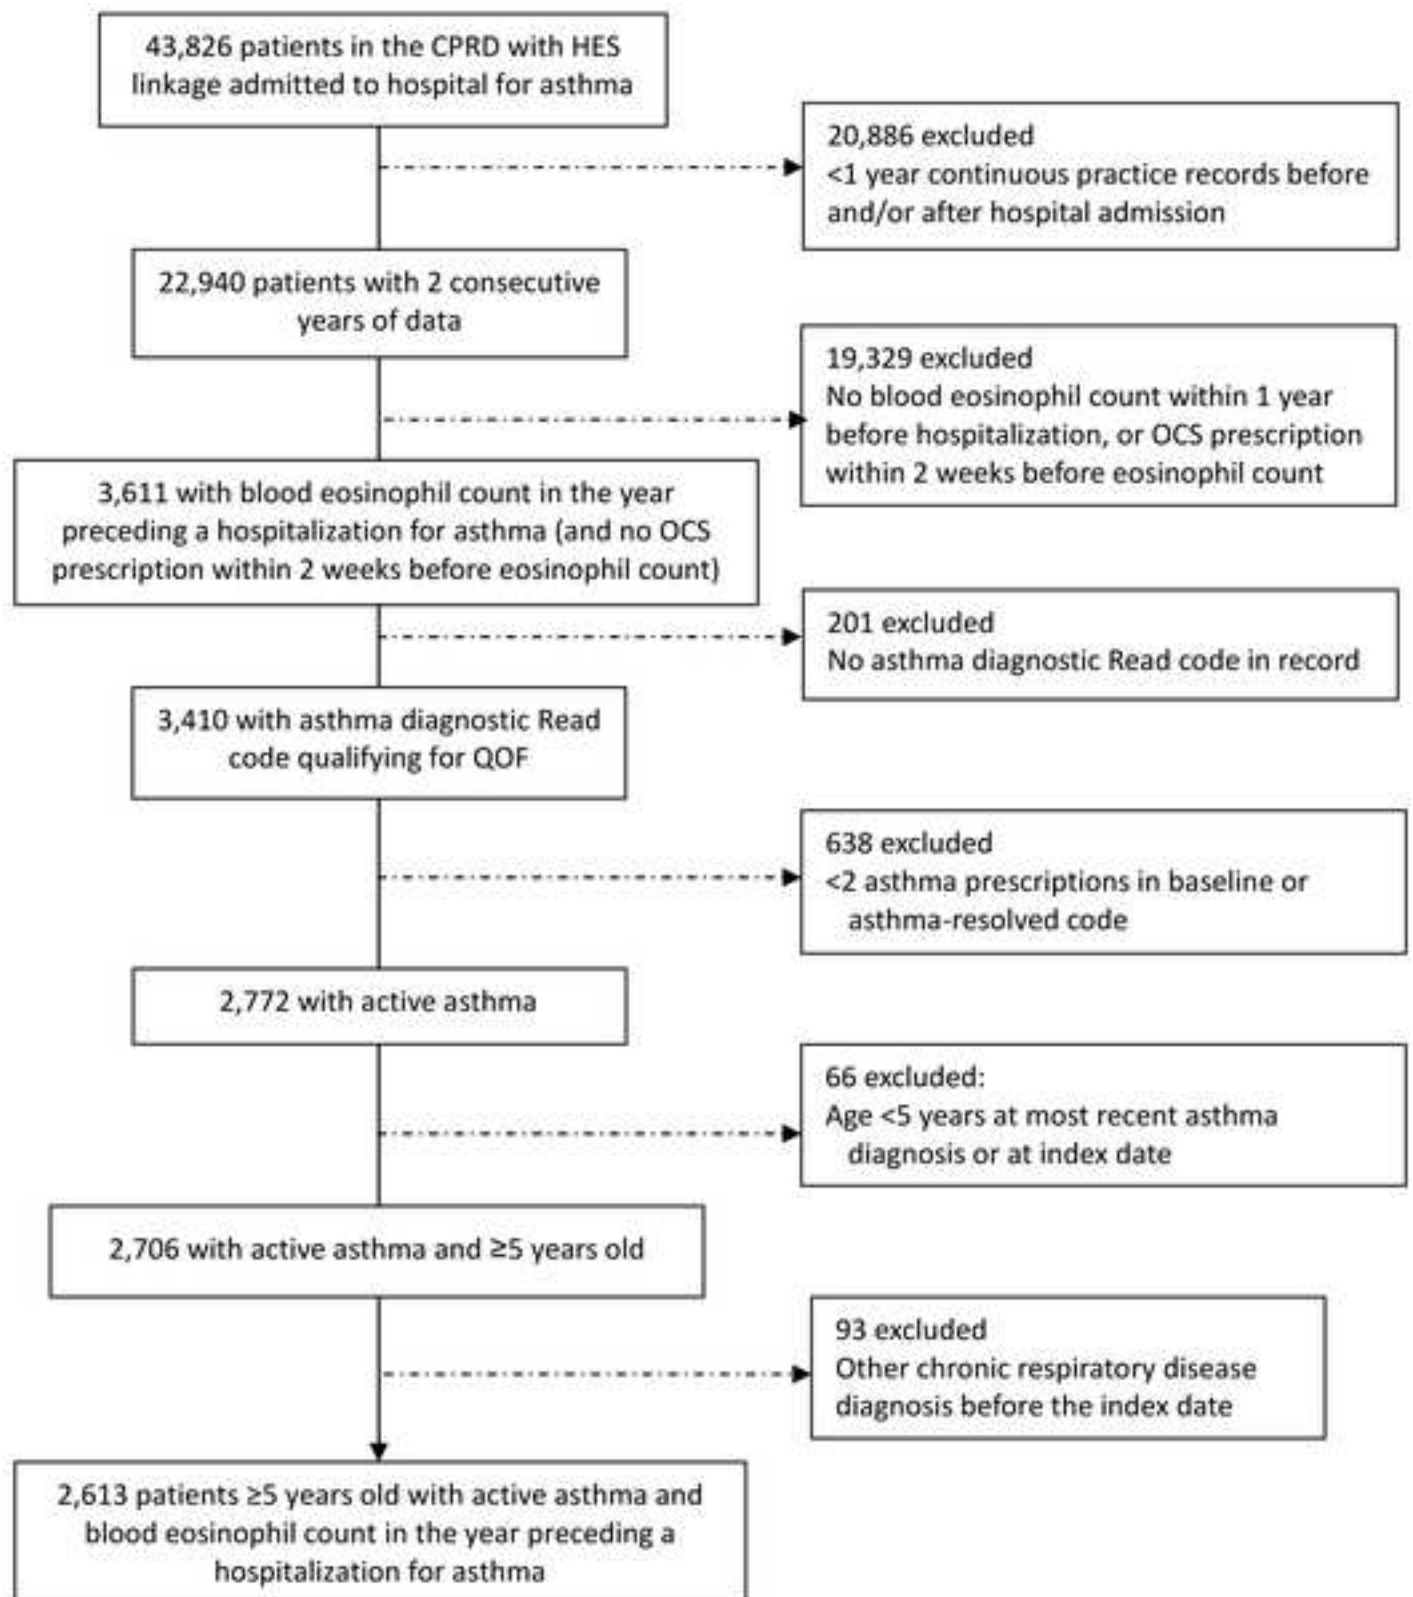 43,826 patients in the CPRD with HES
linkage admitted to hospital for asthma
20,886 excluded
<1 year continuous practice records before
and/or after hospital admission
22,940 patients with 2 consecutive
years of data
19,329 excluded
No blood eosinophil count within 1 year
before hospitalization, or OCS prescription
within 2 weeks before eosinophil count
3,611 with blood eosinophil count in the year
preceding a hospitalization for asthma (and no OCS
prescription within 2 weeks before eosinophil count)
201 excluded
No asthma diagnostic Read code in record
3,410 with asthma diagnostic Read
code qualifying for QOF
638 excluded
<2 asthma prescriptions in baseline or
asthma-resolved code
2,772 with active asthma
66 excluded:
Age <5 years at most recent asthma
diagnosis or at index date
2,706 with active asthma and ≥5 years old
93 excluded
Other chronic respiratory disease
diagnosis before the index date
2,613 patients ≥5 years old with active asthma and
blood eosinophil count in the year preceding a
hospitalization for asthma